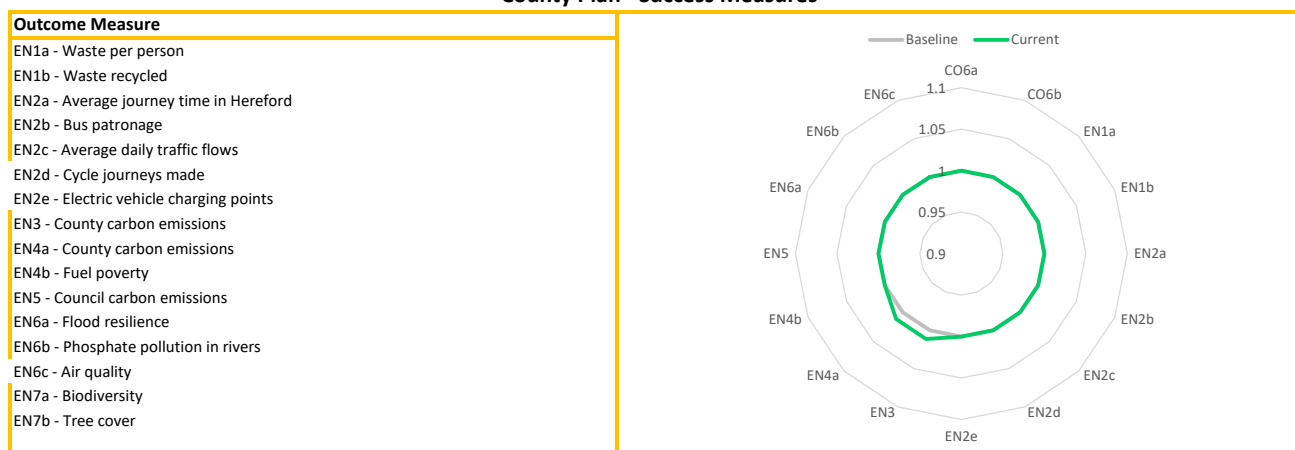 County Plan - Success Measures
Outcome Measure
EN1a - Waste per person
EN1b - Waste recycled
EN2a - Average journey time in Hereford
EN2b - Bus patronage
EN2c - Average daily traffic flows
EN2d - Cycle journeys made
EN2e - Electric vehicle charging points
EN3 - County carbon emissions
EN4a - County carbon emissions
EN4b - Fuel poverty
EN5 - Council carbon emissions
EN6a - Flood resilience
EN6b - Phosphate pollution in rivers
EN6c - Air quality
EN7a - Biodiversity
EN7b - Tree cover
Baseline Current
CO6a
CO6b
EN1a
EN1b
EN2a
EN2b
EN2c
EN2d
EN2e
EN3
EN4a
EN4b
EN5
EN6a
EN6b
EN6c
1.1
1.05
1
0.95
0.9